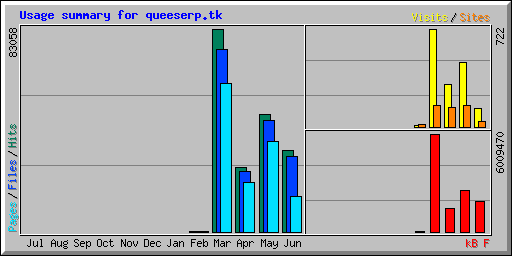 Usage summary for queeserp.tk
Visits/Sites
83058
722
Pages/Files/Hits
6009470
Jul Aug Sep Oct Nov Dec Jan Feb Mar Apr May Jun
kB F